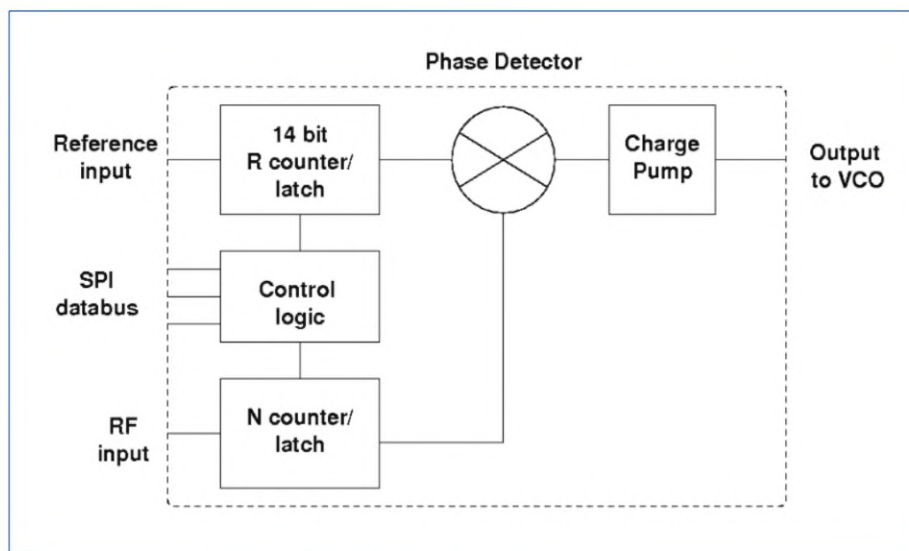 Phase Detector
Reference
input
14 bit
R counter/
latch
Charge
Pump
Output
to VCO
SPI
databus
Control
logic
RF
input
N counter/
latch